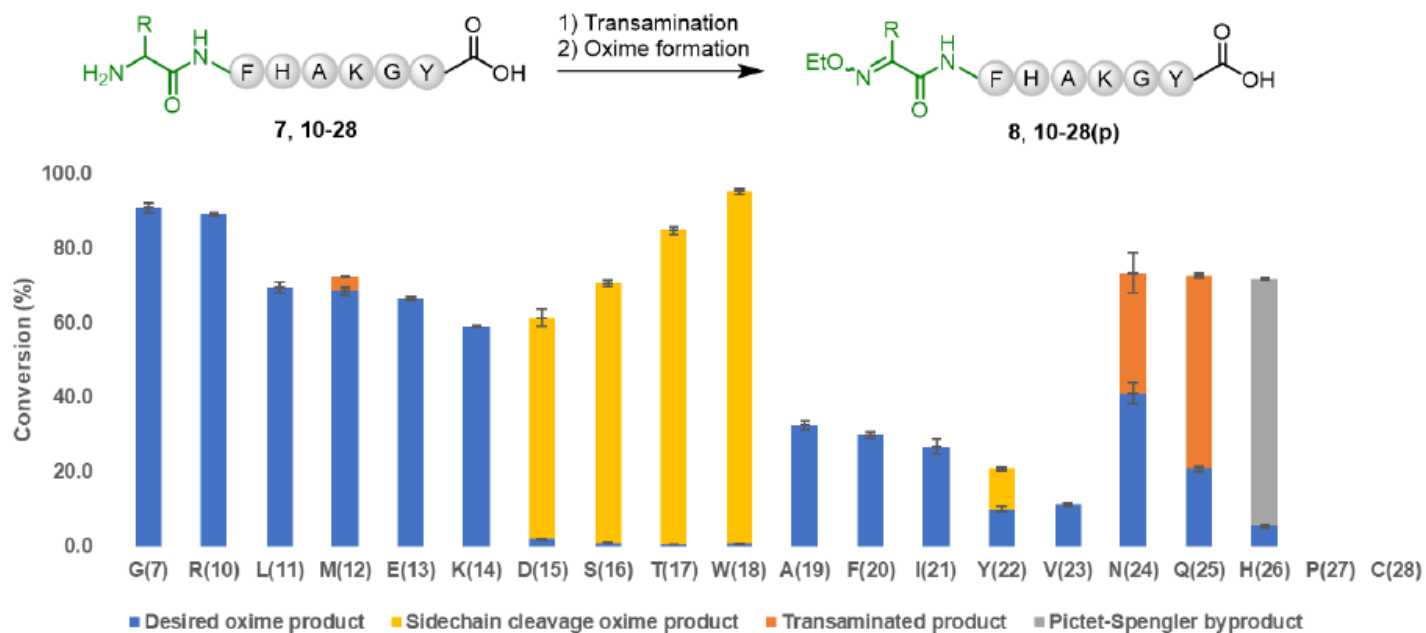 R
H
N
O
H₂N
O
F H A K G Y
OH
7, 10-28
1) Transamination
2) Oxime formation
R
H
N
O
EtO
N
O
F H A K G Y
OH
8, 10-28(p)
Conversion (%)
100.0
80.0
60.0
40.0
20.0
0.0
G(7) R(10) L(11) M(12) E(13) K(14) D(15) S(16) T(17) W(18) A(19) F(20) I(21) Y(22) V(23) N(24) Q(25) H(26) P(27) C(28)
Desired oxime product Sidechain cleavage oxime product Transaminated product Pictet-Spengler byproduct